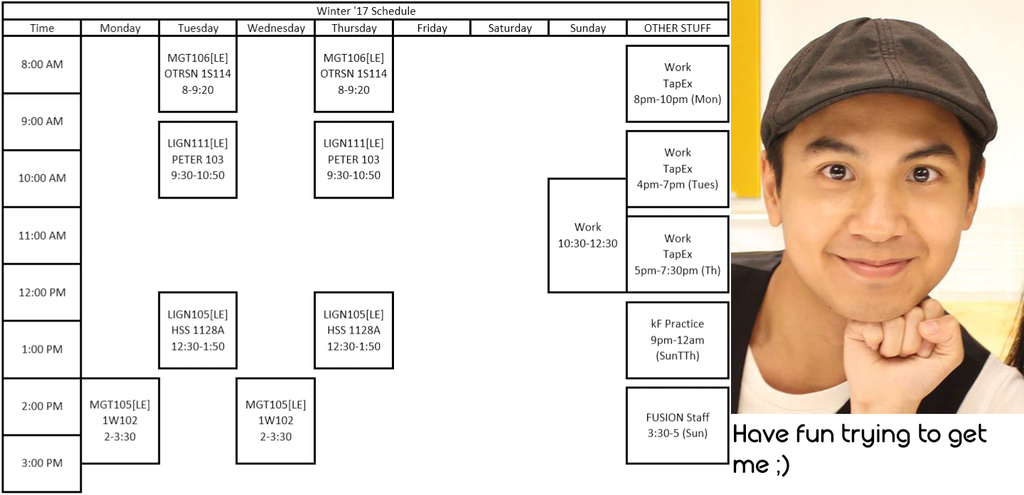 Winter '17 Schedule
Time Monday Tuesday Wednesday Thursday Friday Saturday Sunday OTHER STUFF
8:00 AM
9:00 AM
10:00 AM
11:00 AM
12:00 PM
1:00 PM
2:00 PM
3:00 PM
MGT105[LE]
1W102
2-3:30
MGT106[LE]
OTRSN 1S114
8-9:20
LIGN111[LE]
PETER 103
9:30-10:50
LIGN105[LE]
HSS 1128A
12:30-1:50
MGT105[LE]
1W102
2-3:30
MGT106[LE]
OTRSN 1S114
8-9:20
LIGN111[LE]
PETER 103
9:30-10:50
LIGN105[LE]
HSS 1128A
12:30-1:50
Work
10:30-12:30
Work
TapEx
8pm-10pm (Mon)
Work
TapEx
4pm-7pm (Tues)
Work
TapEx
5pm-7:30pm (Th)
kF Practice
9pm-12am
(SunTTh)
FUSION Staff
3:30-5 (Sun)
Have fun trying to get
me ;)